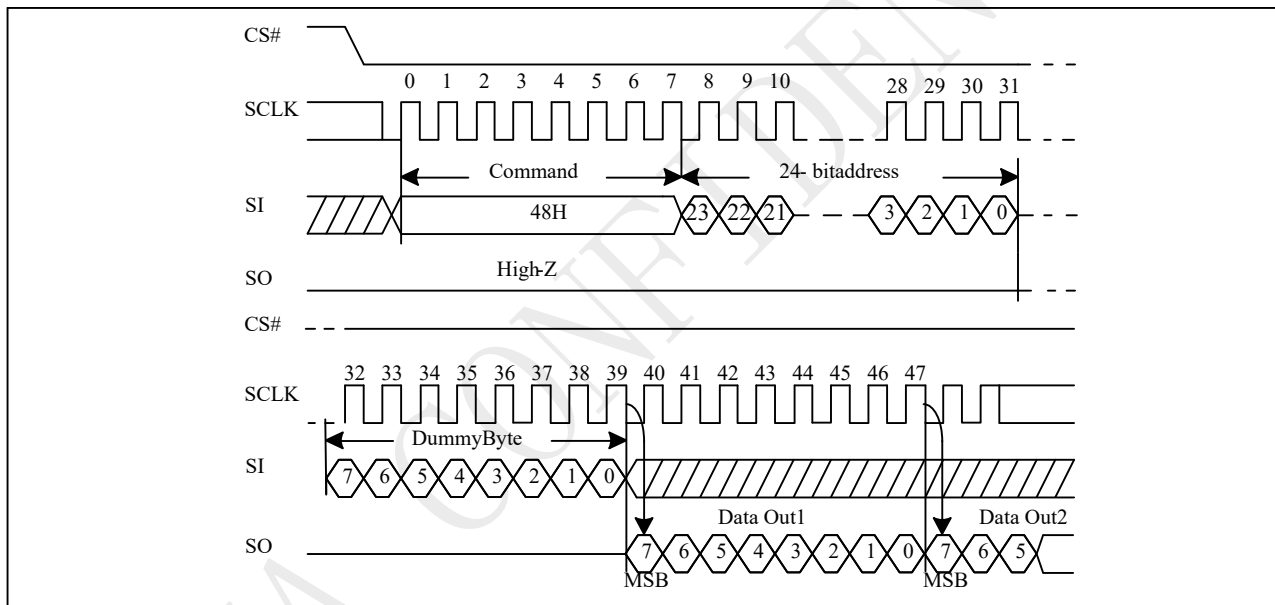 CS#
0 1 2 3 4 5 6 7 8 9 10 28 29 30 31
SCLK
Command 24- bitaddress
SI 48H 23 22 21 3 2 1 0
High-Z
SO
CS#
32 33 34 35 36 37 38 39 40 41 42 43 44 45 46 47
SCLK
DummyByte
SI 7 6 5 4 3 2 1 0
Data Out1 Data Out2
SO 7 6 5 4 3 2 1 0 7 6 5
MSB MSB